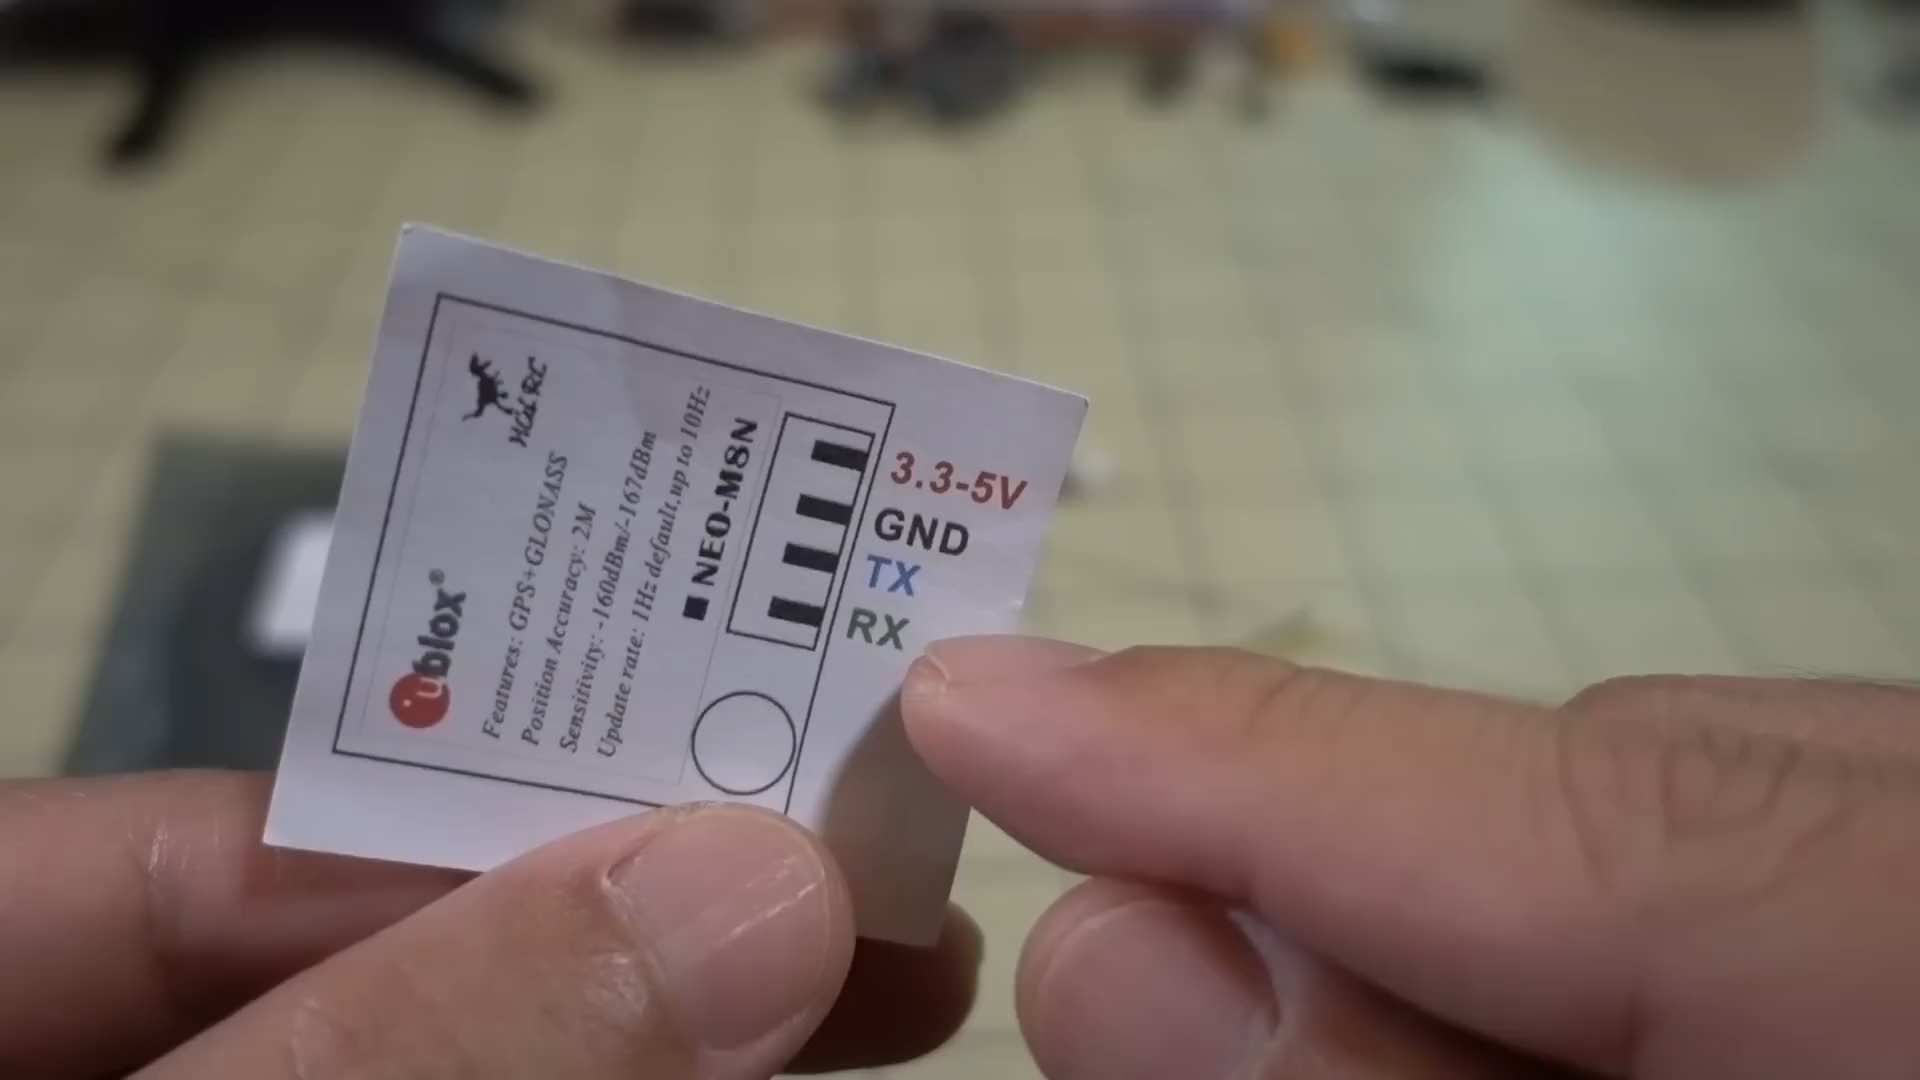 ublox®
HGLRC
Features: GPS+GLONASS
Position Accuracy: 2M
Sensitivity: -160dBm/-167dBm
Update rate: 1Hz default,up to 10Hz
NEO-M8N
3.3-5V
GND
TX
RX